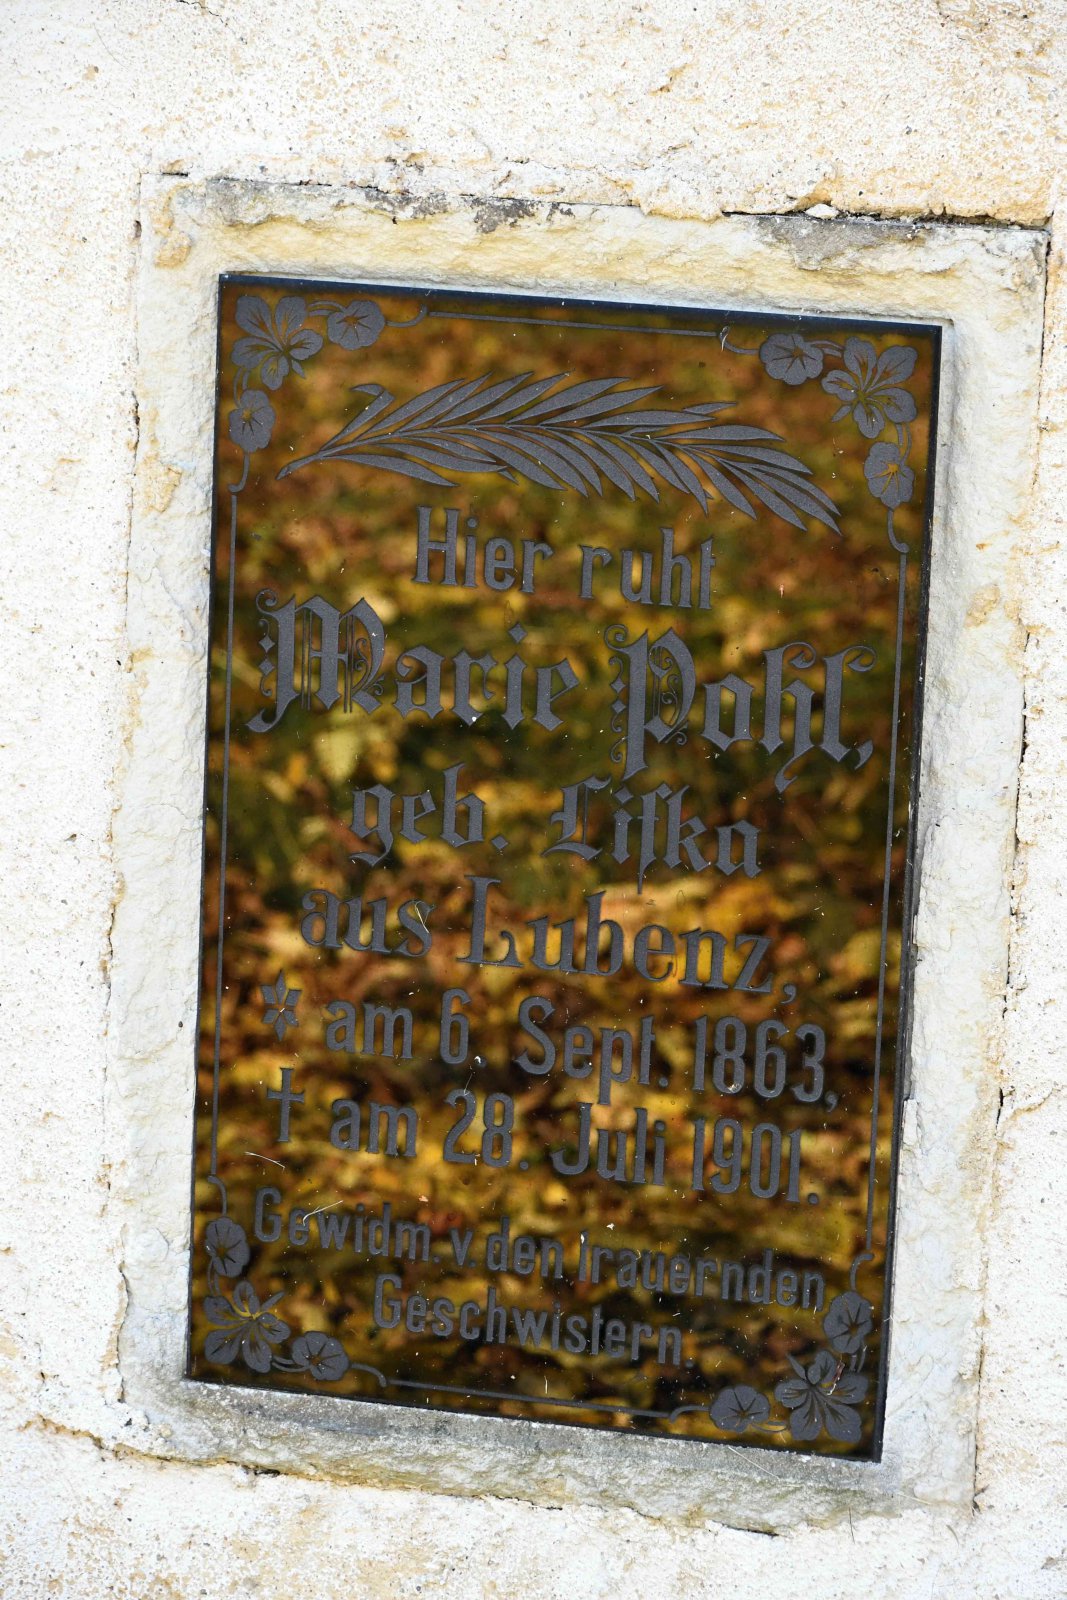 Hier ruht
Marie Pohl,
geb. Liſka
aus Lubenz,
* am 6. Sept. 1863,
† am 28. Juli 1901.
Gewidm. v. den trauernden
Geschwistern.